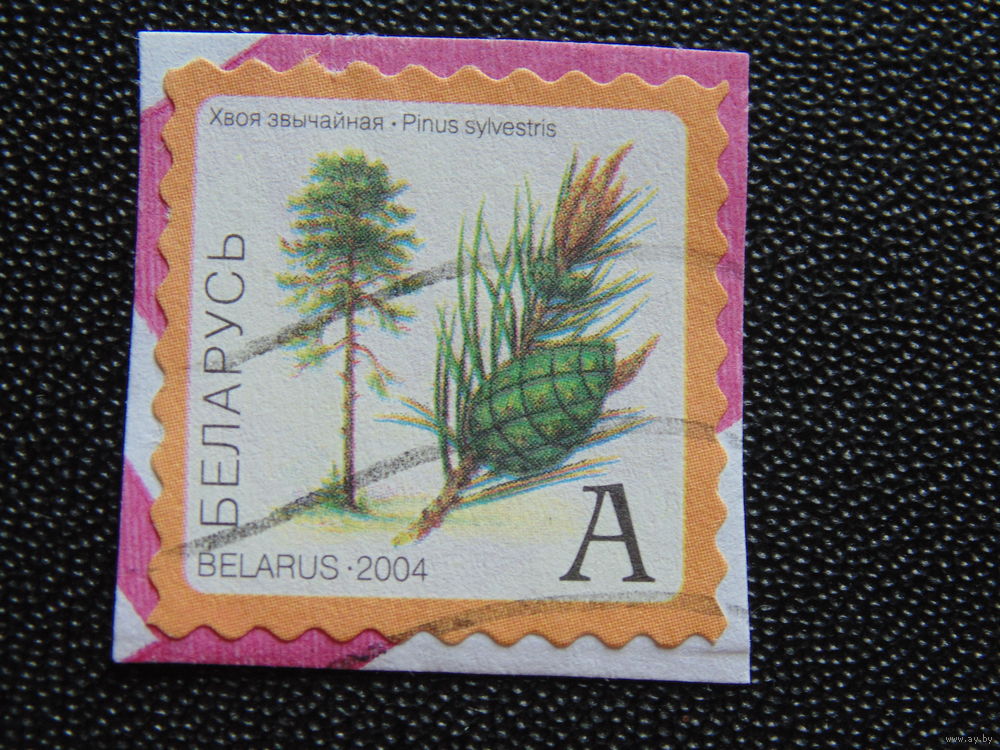 Хвоя звычайная · Pinus sylvestris
БЕЛАРУСЬ
A
BELARUS · 2004
www.ay.by